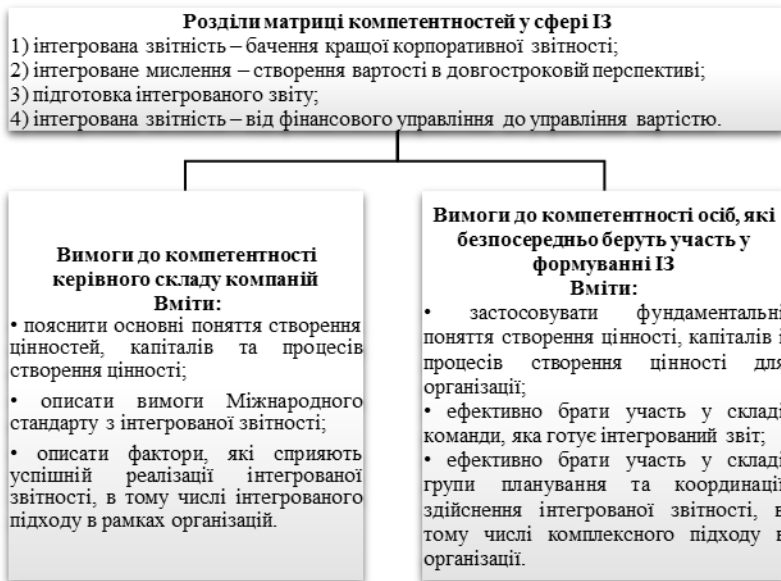 Розділи матриці компетентностей у сфері ІЗ
1) інтегрована звітність – бачення кращої корпоративної звітності;
2) інтегроване мислення – створення вартості в довгостроковій перспективі;
3) підготовка інтегрованого звіту;
4) інтегрована звітність – від фінансового управління до управління вартістю.
Вимоги до компетентності
керівного складу компаній
Вміти:
• пояснити основні поняття створення
цінностей, капіталів та процесів
створення цінності;
• описати вимоги Міжнародного
стандарту з інтегрованої звітності;
• описати фактори, які сприяють
успішній реалізації інтегрованої
звітності, в тому числі інтегрованого
підходу в рамках організацій.
Вимоги до компетентності осіб, які
безпосередньо беруть участь у
формуванні ІЗ
Вміти:
• застосовувати фундаментальні
поняття створення цінності, капіталів і
процесів створення цінності для
організації;
• ефективно брати участь у складі
команди, яка готує інтегрований звіт;
• ефективно брати участь у складі
групи планування та координації
здійснення інтегрованої звітності, в
тому числі комплексного підходу в
організації.